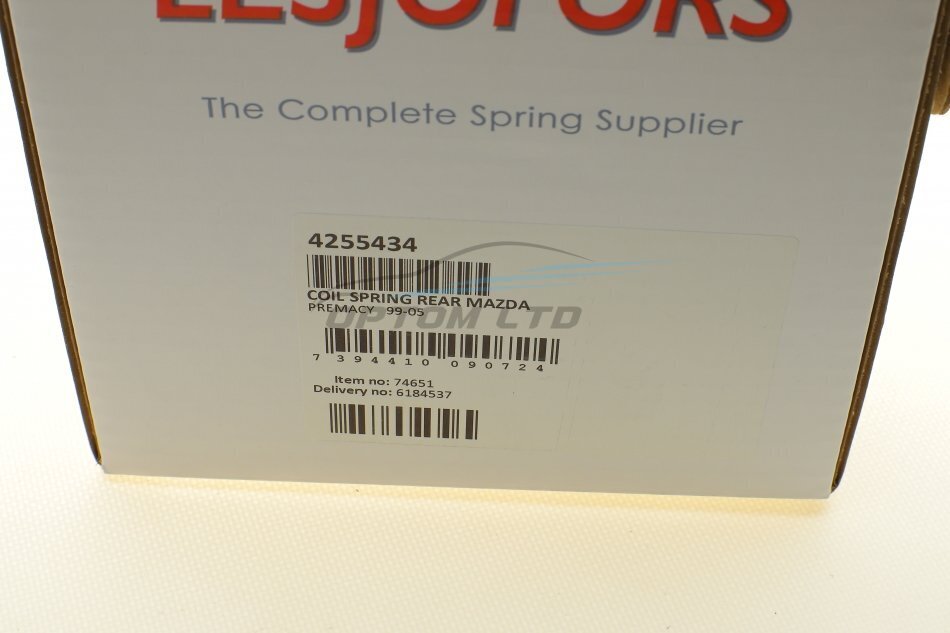 LESJÖFORS
The Complete Spring Supplier
4255434
COIL SPRING REAR MAZDA
PREMACY 99-05
OPTOM LTD
7 394410 090724
Item no: 74651
Delivery no: 6184537